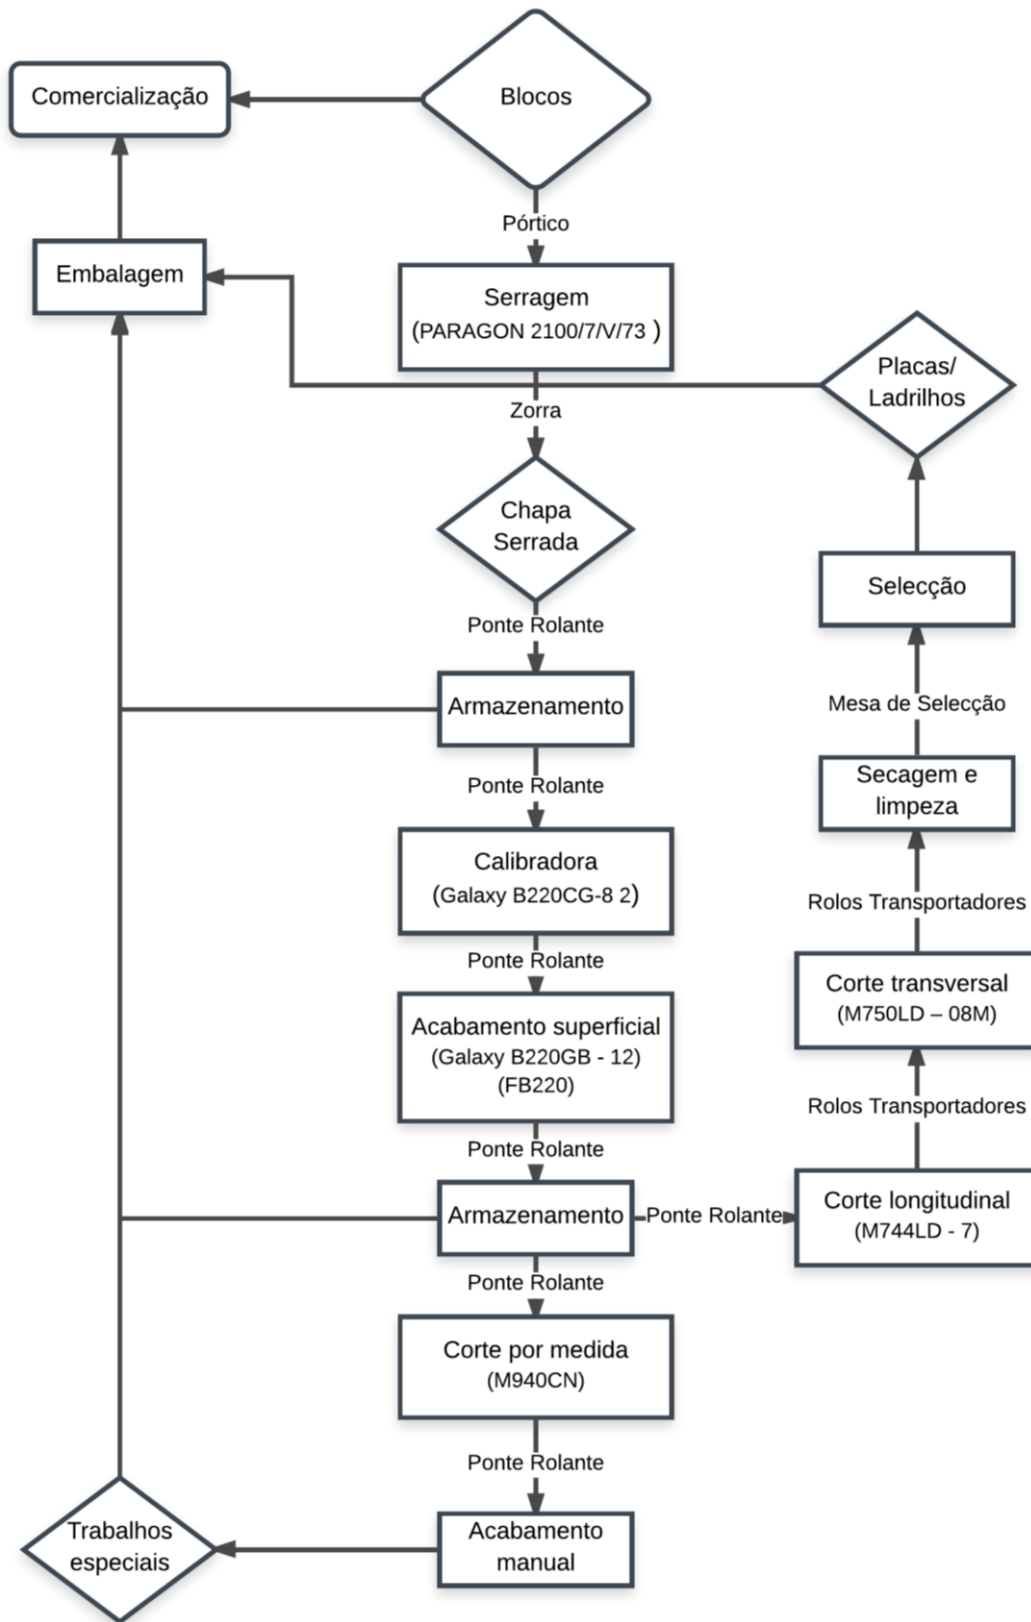 Blocos
Comercialização
Pórtico
Embalagem
Serragem
(PARAGON 2100/7/V/73 )
Placas/
Ladrilhos
Zorra
Chapa
Serrada
Selecção
Ponte Rolante
Armazenamento
Mesa de Selecção
Ponte Rolante
Secagem e
limpeza
Calibradora
(Galaxy B220CG-8 2)
Rolos Transportadores
Ponte Rolante
Corte transversal
(M750LD – 08M)
Acabamento superficial
(Galaxy B220GB - 12)
(FB220)
Rolos Transportadores
Ponte Rolante
Armazenamento
Ponte Rolante
Corte longitudinal
(M744LD - 7)
Ponte Rolante
Corte por medida
(M940CN)
Ponte Rolante
Acabamento
manual
Trabalhos
especiais